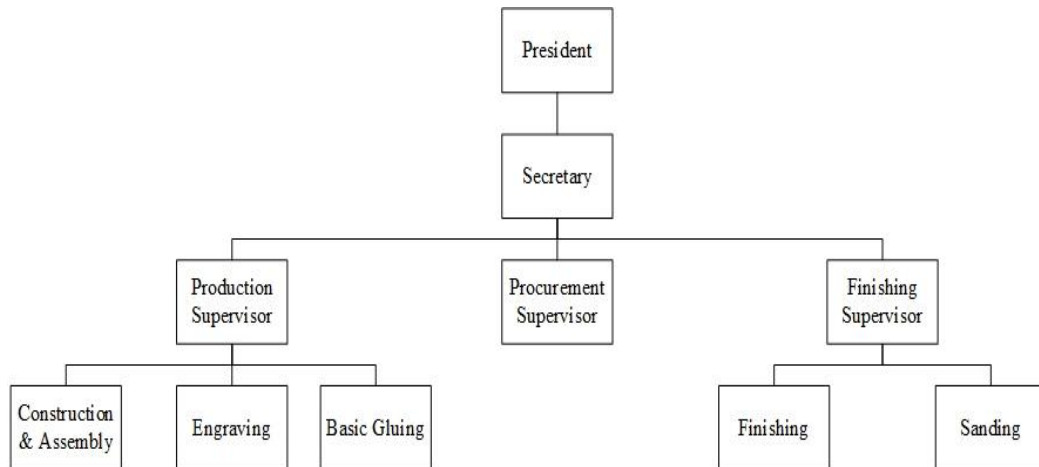 President
Secretary
Production
Supervisor
Procurement
Supervisor
Finishing
Supervisor
Construction
& Assembly
Engraving
Basic Gluing
Finishing
Sanding